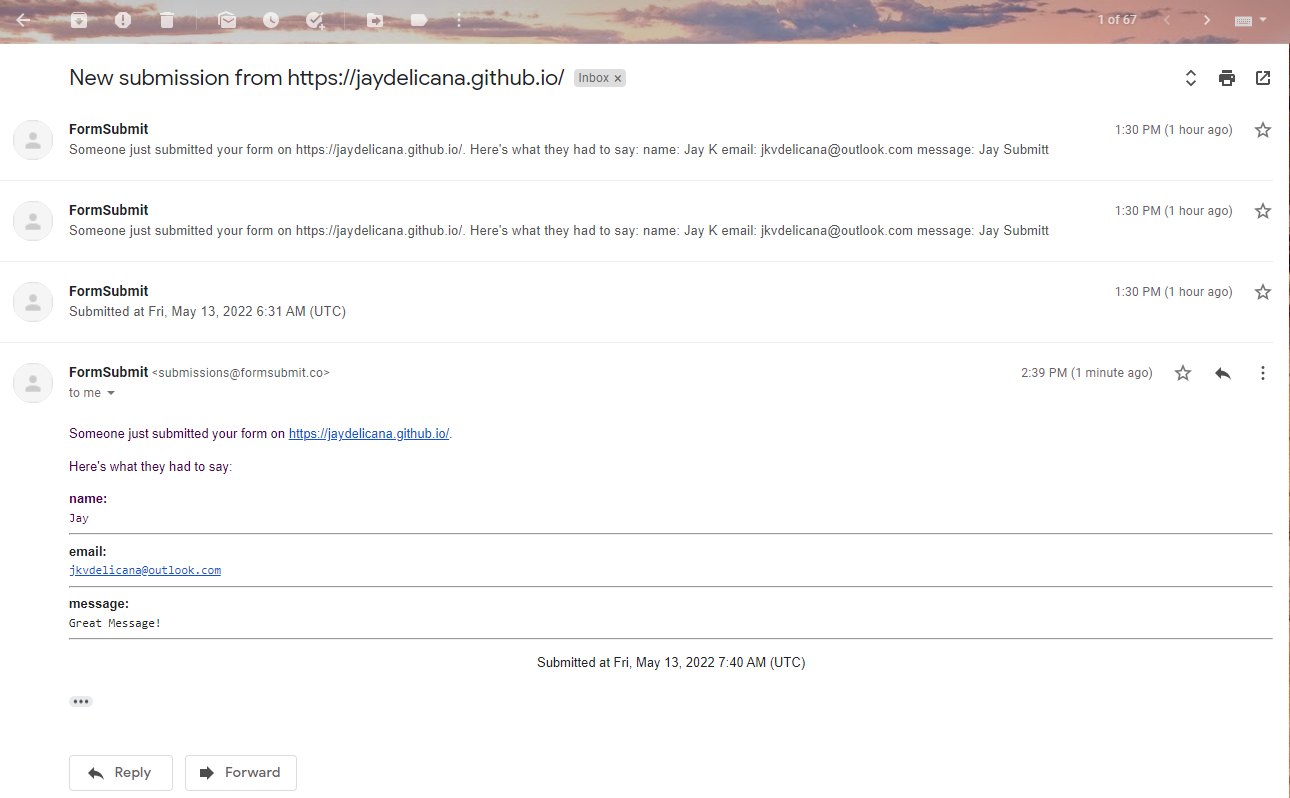 1 of 67
New submission from https://jaydelicana.github.io/ Inbox ×
FormSubmit 1:30 PM (1 hour ago)
Someone just submitted your form on https://jaydelicana.github.io/. Here's what they had to say: name: Jay K email: jkvdelicana@outlook.com message: Jay Submitt
FormSubmit 1:30 PM (1 hour ago)
Someone just submitted your form on https://jaydelicana.github.io/. Here's what they had to say: name: Jay K email: jkvdelicana@outlook.com message: Jay Submitt
FormSubmit 1:30 PM (1 hour ago)
Submitted at Fri, May 13, 2022 6:31 AM (UTC)
FormSubmit <submissions@formsubmit.co> 2:39 PM (1 minute ago)
to me
Someone just submitted your form on https://jaydelicana.github.io/.
Here's what they had to say:
name:
Jay
email:
jkvdelicana@outlook.com
message:
Great Message!
Submitted at Fri, May 13, 2022 7:40 AM (UTC)
Reply Forward